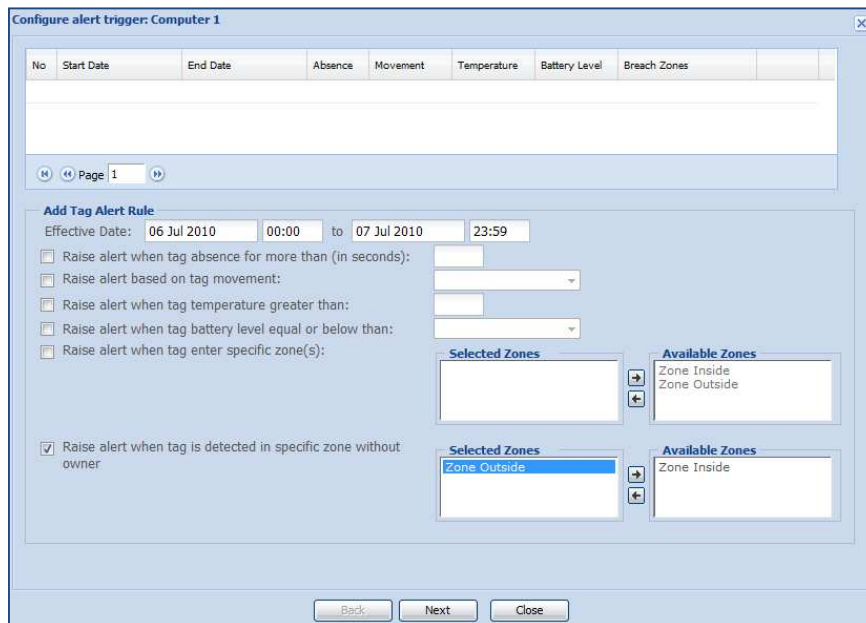 Configure alert trigger: Computer 1
No Start Date End Date Absence Movement Temperature Battery Level Breach Zones
Page 1
Add Tag Alert Rule
Effective Date: 06 Jul 2010 00:00 to 07 Jul 2010 23:59
Raise alert when tag absence for more than (in seconds):
Raise alert based on tag movement:
Raise alert when tag temperature greater than:
Raise alert when tag battery level equal or below than:
Raise alert when tag enter specific zone(s):
Selected Zones Available Zones
Zone Inside
Zone Outside
Raise alert when tag is detected in specific zone without
owner
Selected Zones Available Zones
Zone Outside Zone Inside
Back Next Close